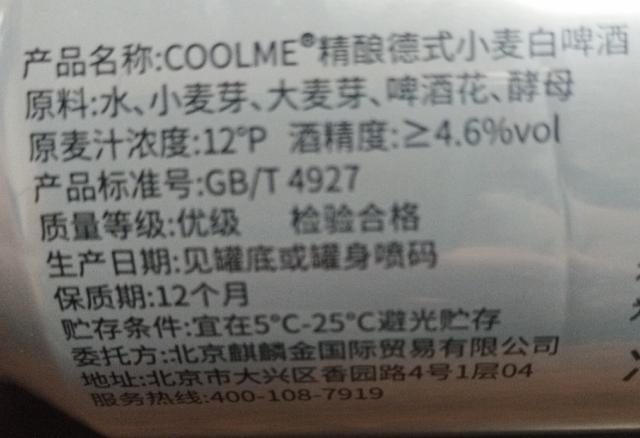 产品名称:COOLME®精酿德式小麦白啤酒
原料:水、小麦芽、大麦芽、啤酒花、酵母
原麦汁浓度:12°P 酒精度:≥4.6%vol
产品标准号:GB/T 4927
质量等级:优级 检验合格
生产日期:见罐底或罐身喷码
保质期:12个月
贮存条件:宜在5°C-25°C避光贮存
委托方:北京麒麟金国际贸易有限公司
地址:北京市大兴区香园路4号1层04
服务热线:400-108-7919